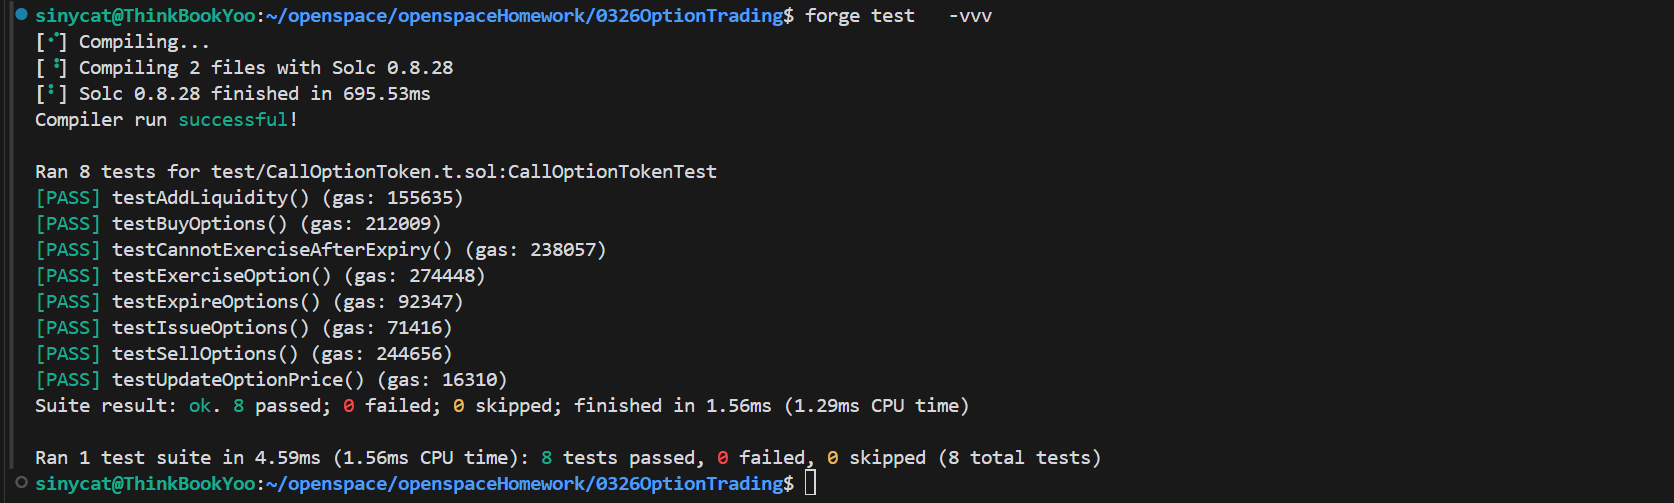 sinycat@ThinkBookYoo:~/openspace/openspaceHomework/0326OptionTrading$ forge test   -vvv
[⠊] Compiling...
[⠘] Compiling 2 files with Solc 0.8.28
[⠃] Solc 0.8.28 finished in 695.53ms
Compiler run successful!
Ran 8 tests for test/CallOptionToken.t.sol:CallOptionTokenTest
[PASS] testAddLiquidity() (gas: 155635)
[PASS] testBuyOptions() (gas: 212009)
[PASS] testCannotExerciseAfterExpiry() (gas: 238057)
[PASS] testExerciseOption() (gas: 274448)
[PASS] testExpireOptions() (gas: 92347)
[PASS] testIssueOptions() (gas: 71416)
[PASS] testSellOptions() (gas: 244656)
[PASS] testUpdateOptionPrice() (gas: 16310)
Suite result: ok. 8 passed; 0 failed; 0 skipped; finished in 1.56ms (1.29ms CPU time)
Ran 1 test suite in 4.59ms (1.56ms CPU time): 8 tests passed, 0 failed, 0 skipped (8 total tests)
sinycat@ThinkBookYoo:~/openspace/openspaceHomework/0326OptionTrading$